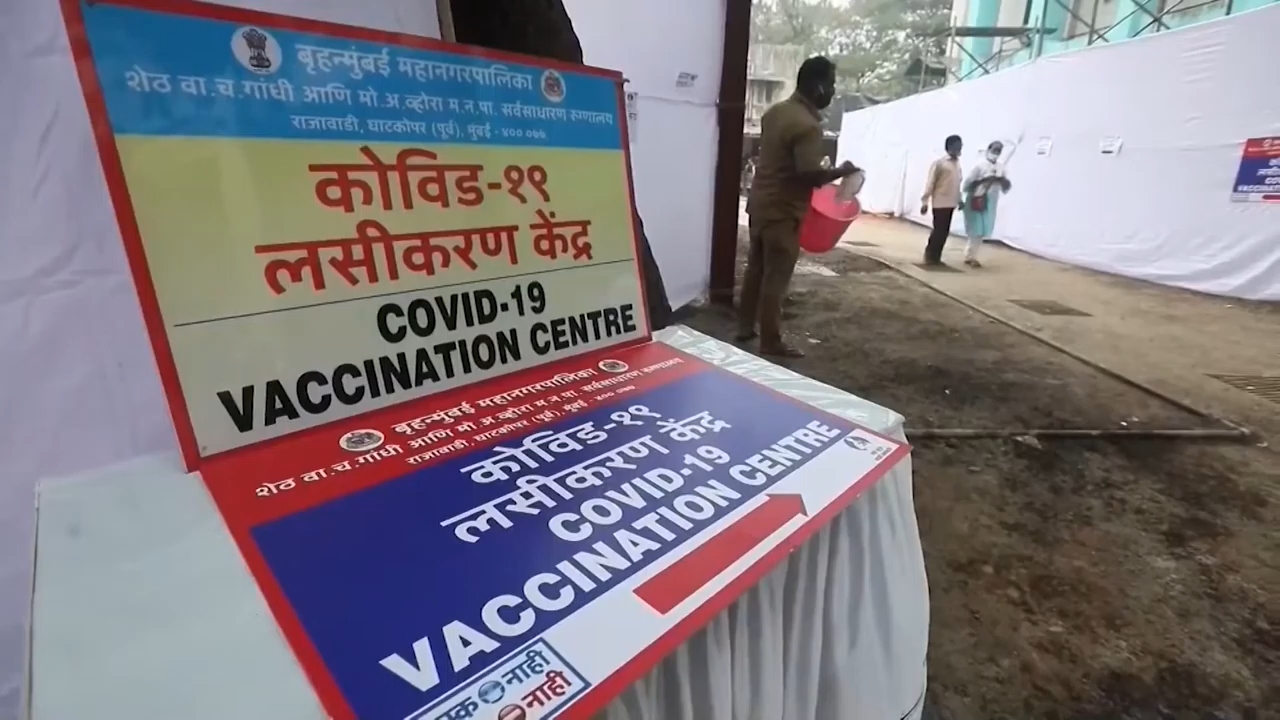 बृहन्मुंबई महानगरपालिका
शेठ वा.च.गांधी आणि मो.अ.व्होरा म.न.पा. सर्वसाधारण रुग्णालय
राजावाडी, घाटकोपर (पूर्व), मुंबई - ४०० ०७७
कोविड-१९
लसीकरण केंद्र
COVID-19
VACCINATION CENTRE
बृहन्मुंबई महानगरपालिका
शेठ वा.च.गांधी आणि मो.अ.व्होरा म.न.पा. सर्वसाधारण रुग्णालय
राजावाडी, घाटकोपर (पूर्व), मुंबई - ४०० ०७७
कोविड-१९
लसीकरण केंद्र
COVID-19
VACCINATION CENTRE
नाही
नाही